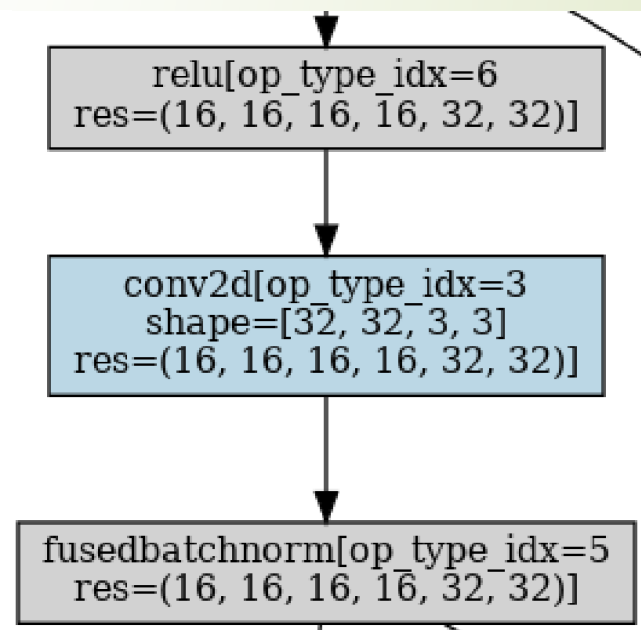 relu[op_type_idx=6
res=(16, 16, 16, 16, 32, 32)]
conv2d[op_type_idx=3
shape=[32, 32, 3, 3]
res=(16, 16, 16, 16, 32, 32)]
fusedbatchnorm[op_type_idx=5
res=(16, 16, 16, 16, 32, 32)]